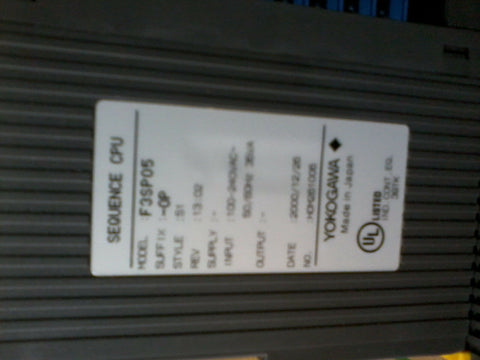 SEQUENCE CPU
MODEL :F3SP05
SUFFIX :-0P
STYLE :S1
REV :13:02
SUPPLY :-
INPUT :100-240VAC~
50/60Hz 35VA
OUTPUT :-
DATE :2000/12/26
NO.
YOKOGAWA
Made in Japan
UL LISTED
IND. CONT. EQ.